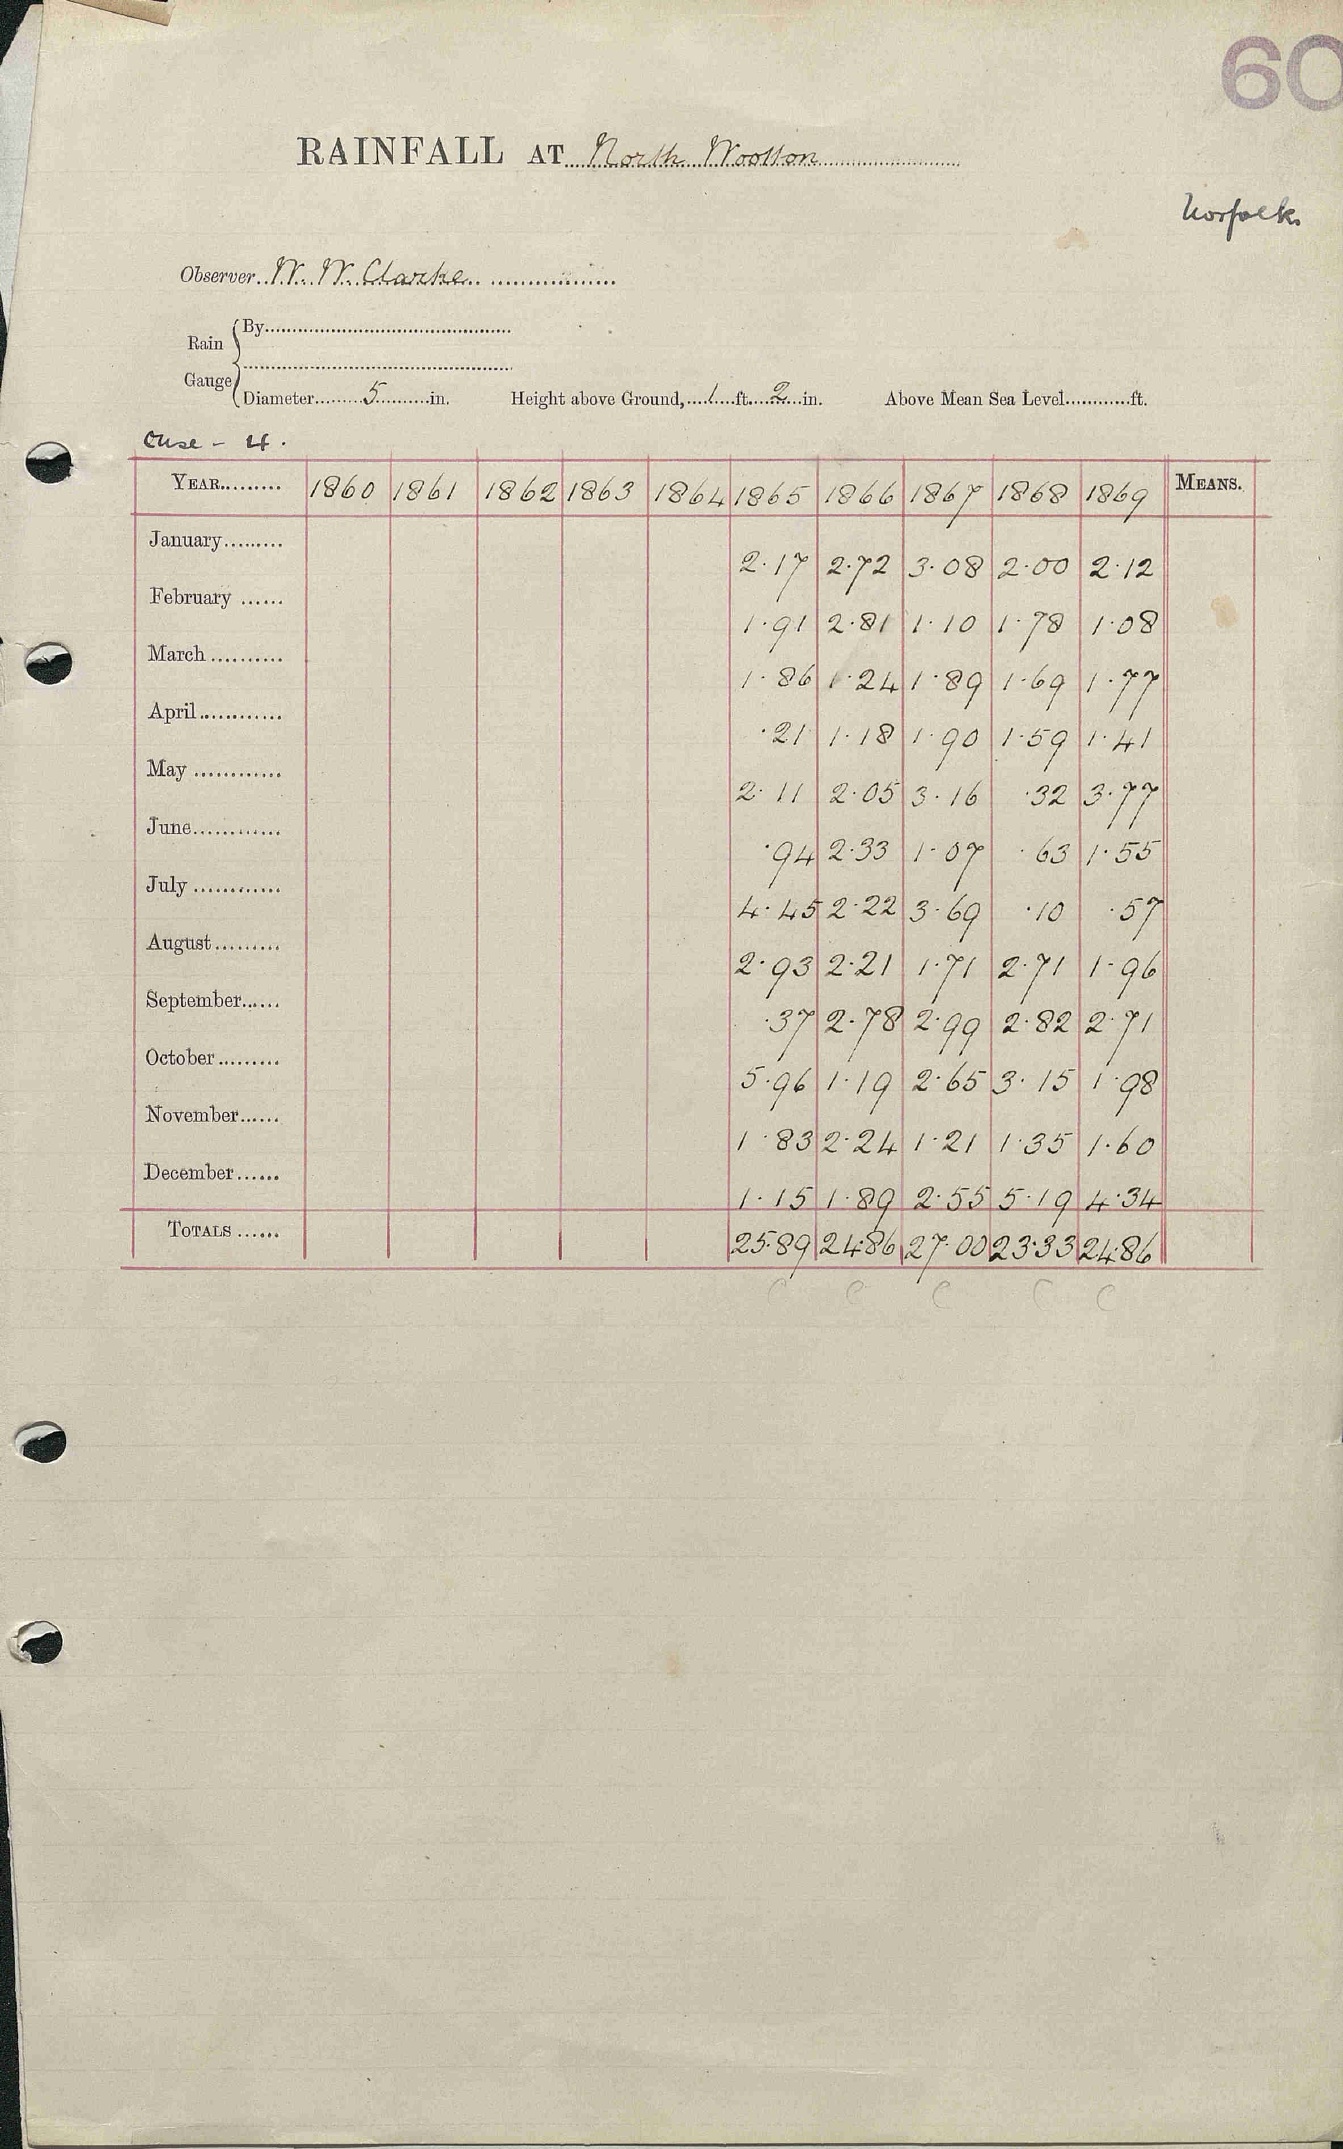 60
RAINFALL AT North Wootton
Norfolk.
Observer W. W. Clarke
Rain Gauge
By
Diameter 5 in. Height above Ground, 1 ft. 2 in. Above Mean Sea Level ft.
Ouse - 4.
YEAR 1860 1861 1862 1863 1864 1865 1866 1867 1868 1869 MEANS.
January 2.17 2.72 3.08 2.00 2.12
February 1.91 2.81 1.10 1.78 1.08
March 1.86 1.24 1.89 1.69 1.77
April .21 1.18 1.90 1.59 1.41
May 2.11 2.05 3.16 .32 3.77
June .94 2.33 1.07 .63 1.55
July 4.45 2.22 3.69 .10 .57
August 2.93 2.21 1.71 2.71 1.96
September .37 2.78 2.99 2.82 2.71
October 5.96 1.19 2.65 3.15 1.98
November 1.83 2.24 1.21 1.35 1.60
December 1.15 1.89 2.55 5.19 4.34
TOTALS 25.89 24.86 27.00 23.33 24.86
C C C C C